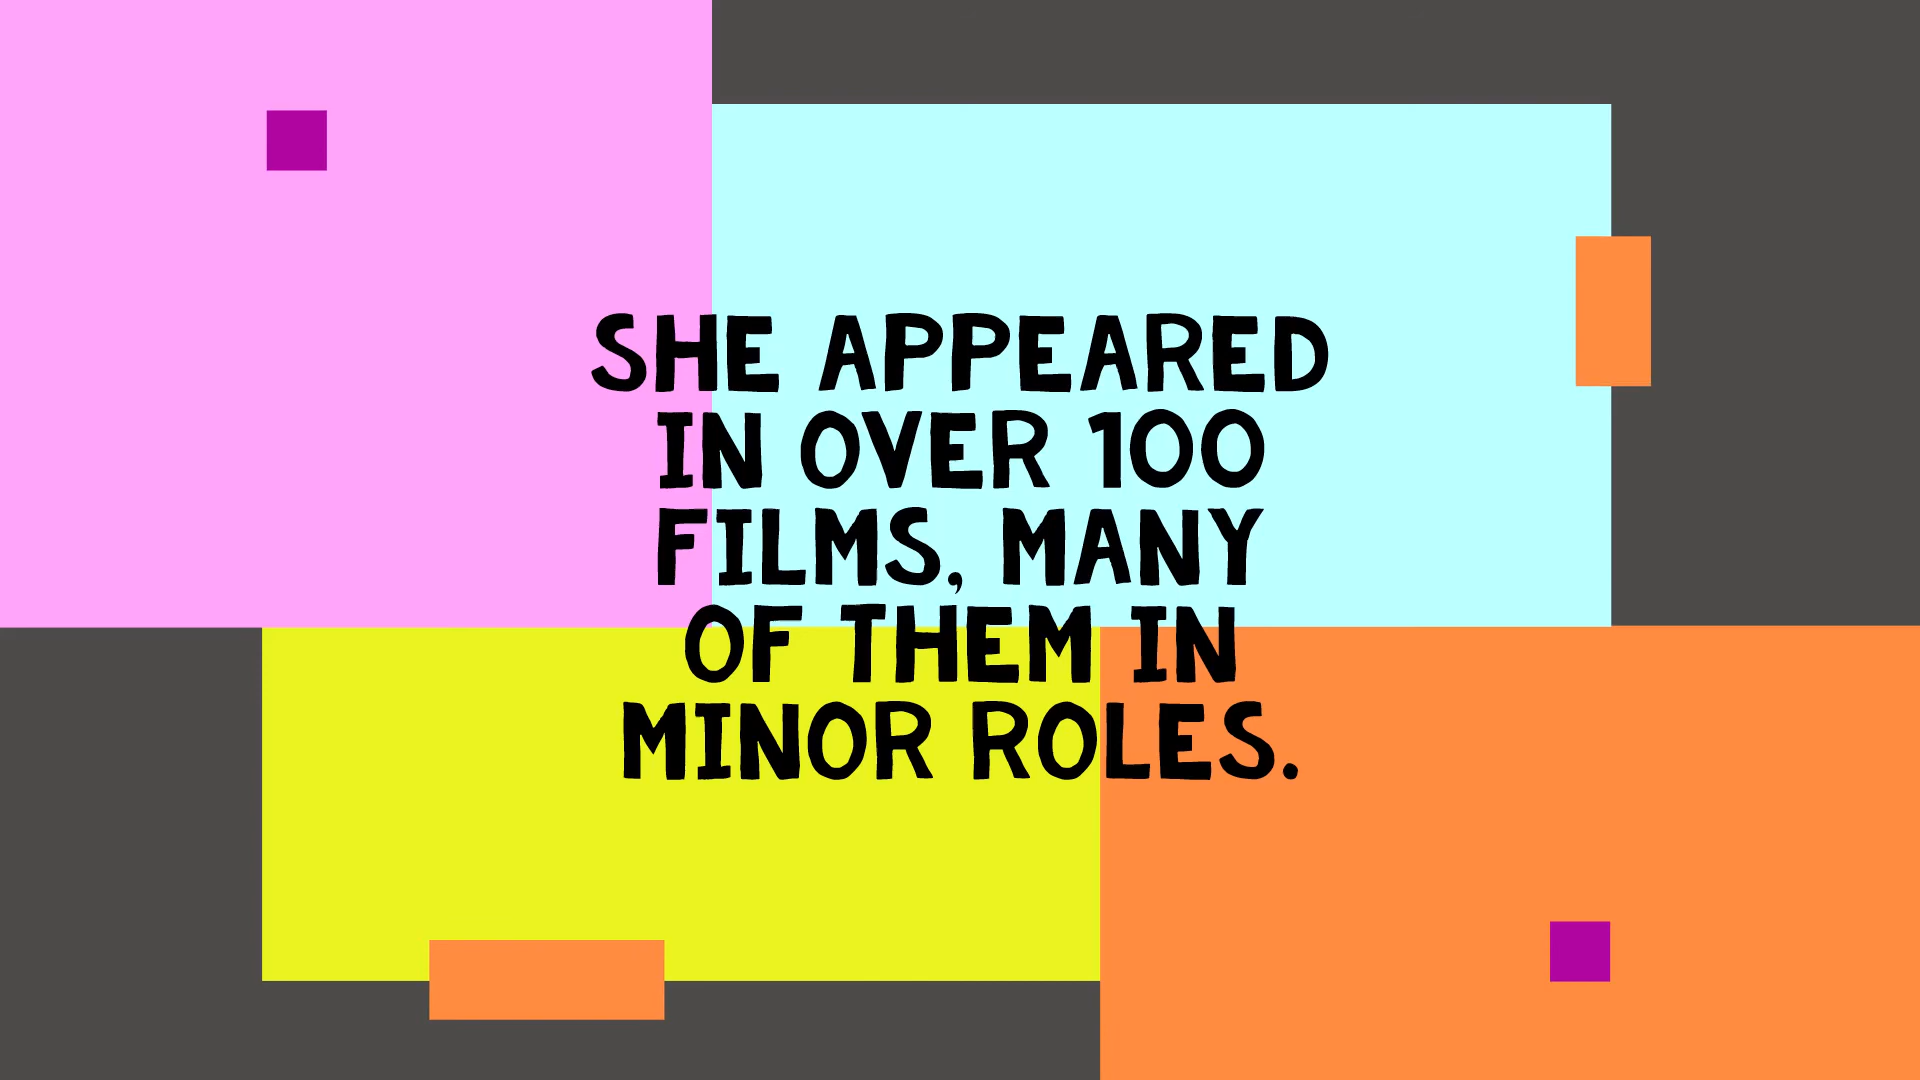 SHE APPEARED
IN OVER 100
FILMS, MANY
OF THEM IN
MINOR ROLES.